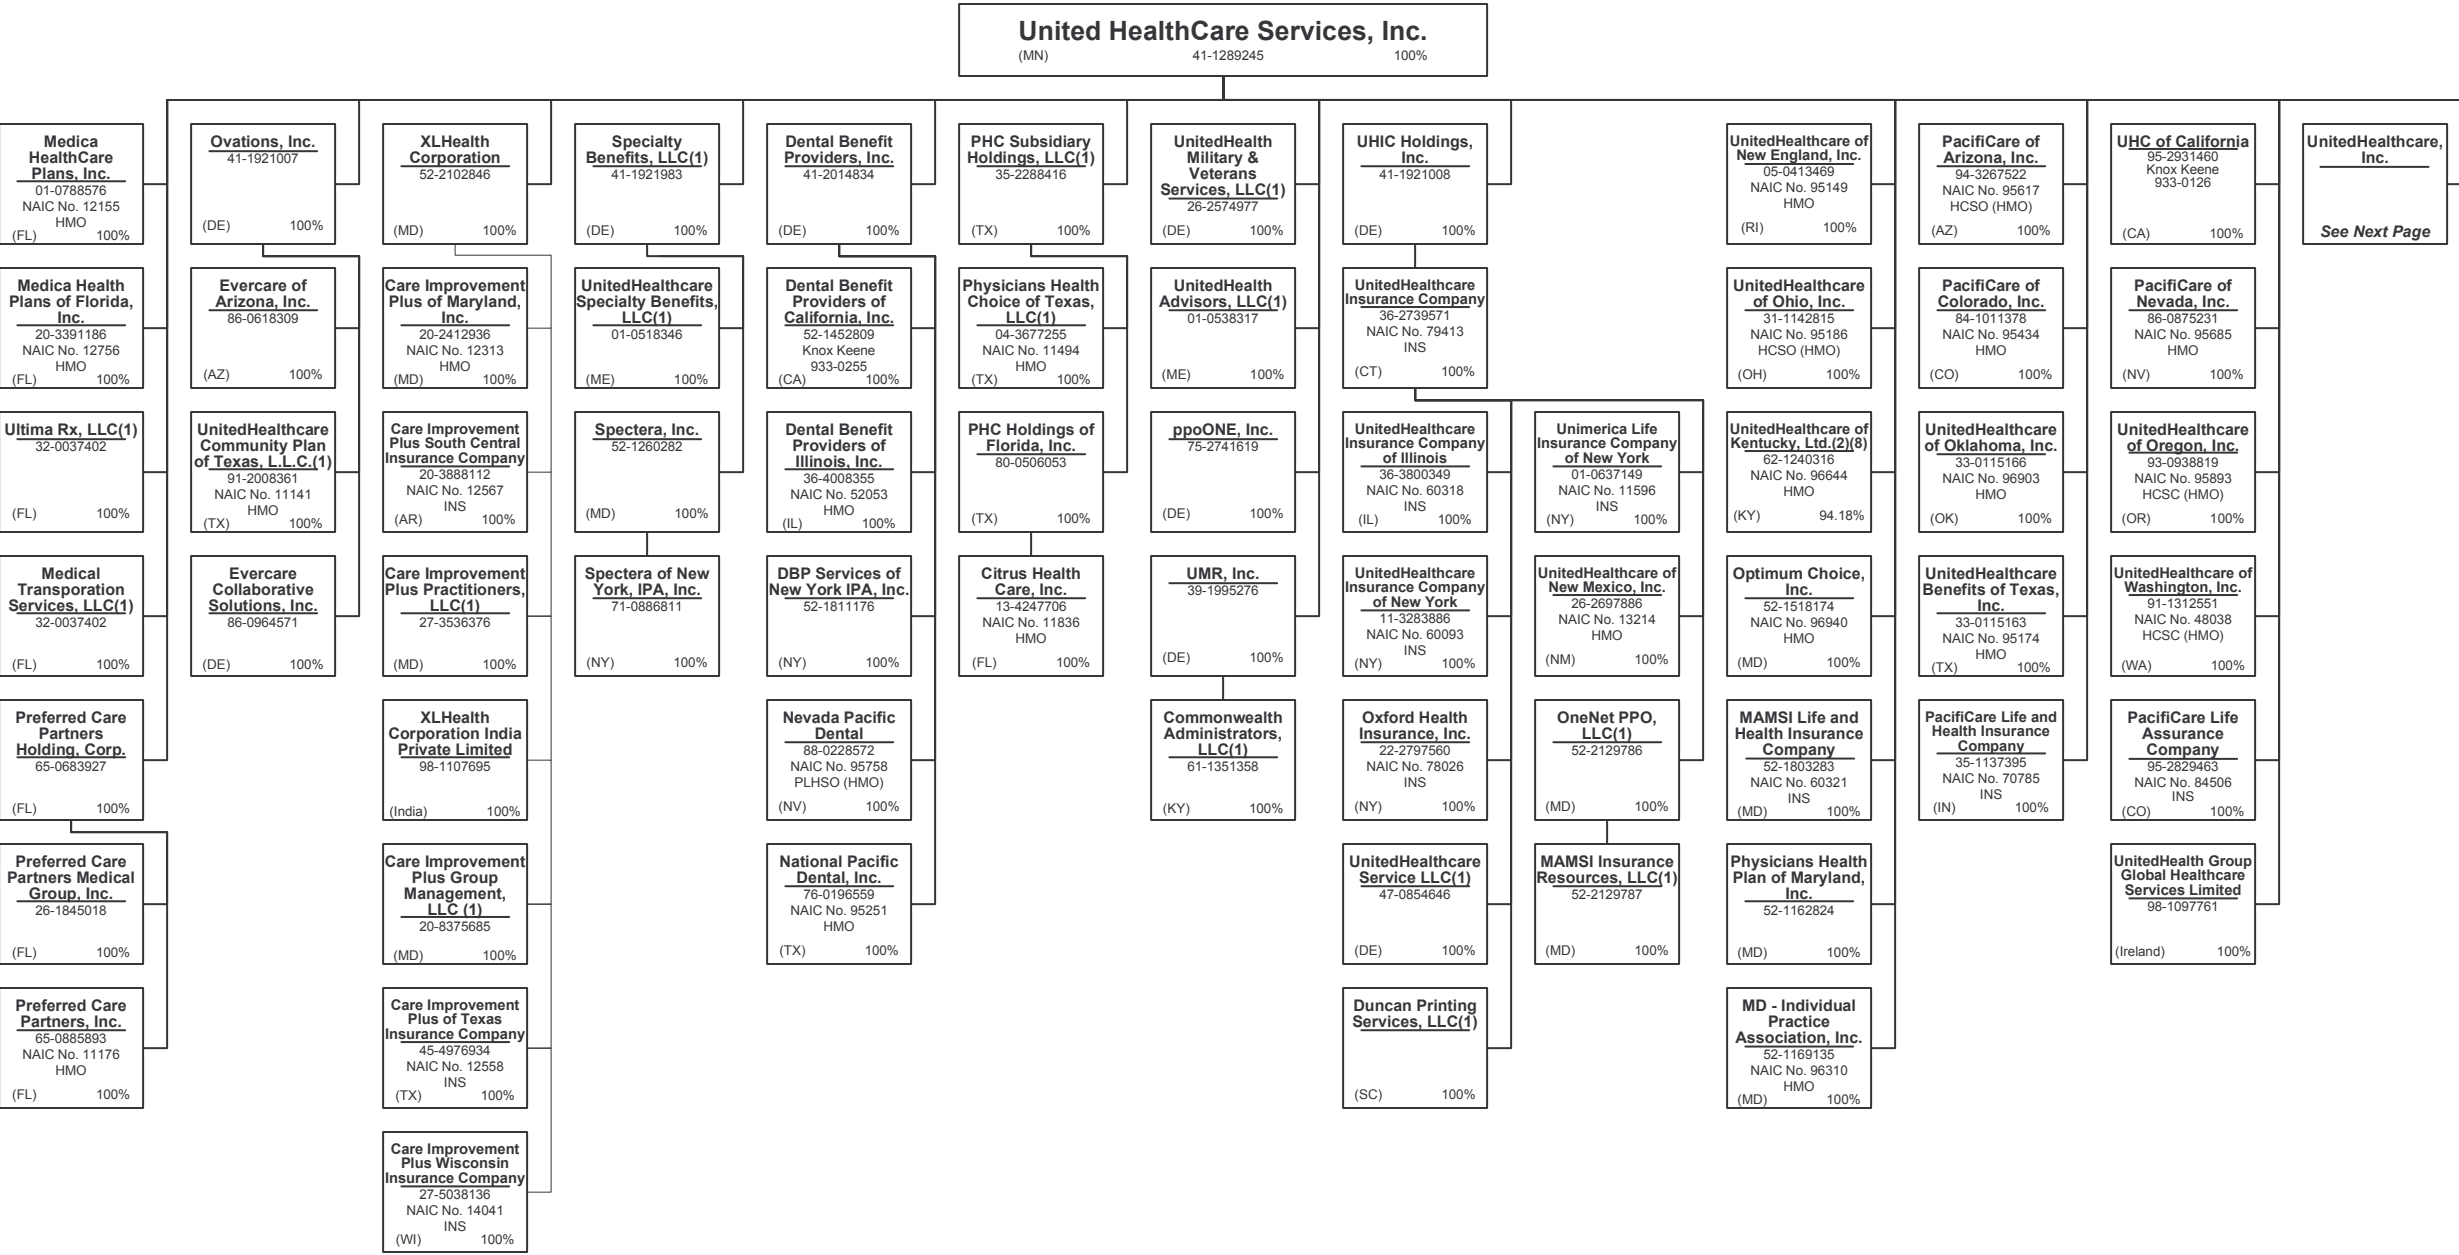 United HealthCare Services, Inc.
(MN) 41-1289245 100%
Medica
HealthCare
Plans, Inc.
01-0788576
NAIC No. 12155
HMO
(FL) 100%
Medica Health
Plans of Florida,
Inc.
20-3391186
NAIC No. 12756
HMO
(FL) 100%
Ultima Rx, LLC(1)
32-0037402
(FL) 100%
Medical
Transporation
Services, LLC(1)
32-0037402
(FL) 100%
Preferred Care
Partners
Holding, Corp.
65-0683927
(FL) 100%
Preferred Care
Partners Medical
Group, Inc.
26-1845018
(FL) 100%
Preferred Care
Partners, Inc.
65-0885893
NAIC No. 11176
HMO
(FL) 100%
Ovations, Inc.
41-1921007
(DE) 100%
Evercare of
Arizona, Inc.
86-0618309
(AZ) 100%
UnitedHealthcare
Community Plan
of Texas, L.L.C.(1)
91-2008361
NAIC No. 11141
HMO
(TX) 100%
Evercare
Collaborative
Solutions, Inc.
86-0964571
(DE) 100%
XLHealth
Corporation
52-2102846
(MD) 100%
Care Improvement
Plus of Maryland,
Inc.
20-2412936
NAIC No. 12313
HMO
(MD) 100%
Care Improvement
Plus South Central
Insurance Company
20-3888112
NAIC No. 12567
INS
(AR) 100%
Care Improvement
Plus Practitioners,
LLC(1)
27-3536376
(MD) 100%
XLHealth
Corporation India
Private Limited
98-1107695
(India) 100%
Care Improvement
Plus Group
Management,
LLC (1)
20-8375685
(MD) 100%
Care Improvement
Plus of Texas
Insurance Company
45-4976934
NAIC No. 12558
INS
(TX) 100%
Care Improvement
Plus Wisconsin
Insurance Company
27-5038136
NAIC No. 14041
INS
(WI) 100%
Specialty
Benefits, LLC(1)
41-1921983
(DE) 100%
UnitedHealthcare
Specialty Benefits,
LLC(1)
01-0518346
(ME) 100%
Spectera, Inc.
52-1260282
(MD) 100%
Spectera of New
York, IPA, Inc.
71-0886811
(NY) 100%
Dental Benefit
Providers, Inc.
41-2014834
(DE) 100%
Dental Benefit
Providers of
California, Inc.
52-1452809
Knox Keene
933-0255
(CA) 100%
Dental Benefit
Providers of
Illinois, Inc.
36-4008355
NAIC No. 52053
HMO
(IL) 100%
DBP Services of
New York IPA, Inc.
52-1811176
(NY) 100%
Nevada Pacific
Dental
88-0228572
NAIC No. 95758
PLHSO (HMO)
(NV) 100%
National Pacific
Dental, Inc.
76-0196559
NAIC No. 95251
HMO
(TX) 100%
PHC Subsidiary
Holdings, LLC(1)
35-2288416
(TX) 100%
Physicians Health
Choice of Texas,
LLC(1)
04-3677255
NAIC No. 11494
HMO
(TX) 100%
PHC Holdings of
Florida, Inc.
80-0506053
(TX) 100%
Citrus Health
Care, Inc.
13-4247706
NAIC No. 11836
HMO
(FL) 100%
UnitedHealth
Military &
Veterans
Services, LLC(1)
26-2574977
(DE) 100%
UnitedHealth
Advisors, LLC(1)
01-0538317
(ME) 100%
ppoONE, Inc.
75-2741619
(DE) 100%
UMR, Inc.
39-1995276
(DE) 100%
Commonwealth
Administrators,
LLC(1)
61-1351358
(KY) 100%
UHIC Holdings,
Inc.
41-1921008
(DE) 100%
UnitedHealthcare
Insurance Company
36-2739571
NAIC No. 79413
INS
(CT) 100%
UnitedHealthcare
Insurance Company
of Illinois
36-3800349
NAIC No. 60318
INS
(IL) 100%
UnitedHealthcare
Insurance Company
of New York
11-3283886
NAIC No. 60093
INS
(NY) 100%
Oxford Health
Insurance, Inc.
22-2797560
NAIC No. 78026
INS
(NY) 100%
UnitedHealthcare
Service LLC(1)
47-0854646
(DE) 100%
Duncan Printing
Services, LLC(1)
(SC) 100%
Unimerica Life
Insurance Company
of New York
01-0637149
NAIC No. 11596
INS
(NY) 100%
UnitedHealthcare of
New Mexico, Inc.
26-2697886
NAIC No. 13214
HMO
(NM) 100%
OneNet PPO,
LLC(1)
52-2129786
(MD) 100%
MAMSI Insurance
Resources, LLC(1)
52-2129787
(MD) 100%
UnitedHealthcare of
New England, Inc.
05-0413469
NAIC No. 95149
HMO
(RI) 100%
UnitedHealthcare
of Ohio, Inc.
31-1142815
NAIC No. 95186
HCSO (HMO)
(OH) 100%
UnitedHealthcare of
Kentucky, Ltd.(2)(8)
62-1240316
NAIC No. 96644
HMO
(KY) 94.18%
Optimum Choice,
Inc.
52-1518174
NAIC No. 96940
HMO
(MD) 100%
MAMSI Life and
Health Insurance
Company
52-1803283
NAIC No. 60321
INS
(MD) 100%
Physicians Health
Plan of Maryland,
Inc.
52-1162824
(MD) 100%
MD - Individual
Practice
Association, Inc.
52-1169135
NAIC No. 96310
HMO
(MD) 100%
PacifiCare of
Arizona, Inc.
94-3267522
NAIC No. 95617
HCSO (HMO)
(AZ) 100%
PacifiCare of
Colorado, Inc.
84-1011378
NAIC No. 95434
HMO
(CO) 100%
UnitedHealthcare
of Oklahoma, Inc.
33-0115166
NAIC No. 96903
HMO
(OK) 100%
UnitedHealthcare
Benefits of Texas,
Inc.
33-0115163
NAIC No. 95174
HMO
(TX) 100%
PacifiCare Life and
Health Insurance
Company
35-1137395
NAIC No. 70785
INS
(IN) 100%
UHC of California
95-2931460
Knox Keene
933-0126
(CA) 100%
PacifiCare of
Nevada, Inc.
86-0875231
NAIC No. 95685
HMO
(NV) 100%
UnitedHealthcare
of Oregon, Inc.
93-0938819
NAIC No. 95893
HCSC (HMO)
(OR) 100%
UnitedHealthcare of
Washington, Inc.
91-1312551
NAIC No. 48038
HCSC (HMO)
(WA) 100%
PacifiCare Life
Assurance
Company
95-2829463
NAIC No. 84506
INS
(CO) 100%
UnitedHealth Group
Global Healthcare
Services Limited
98-1097761
(Ireland) 100%
UnitedHealthcare,
Inc.
See Next Page